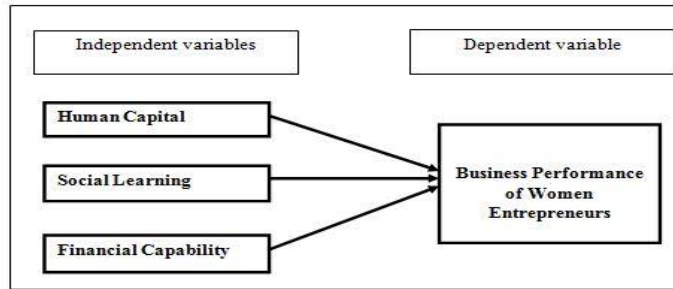 Independent variables
Dependent variable
Human Capital
Social Learning
Financial Capability
Business Performance
of Women
Entrepreneurs